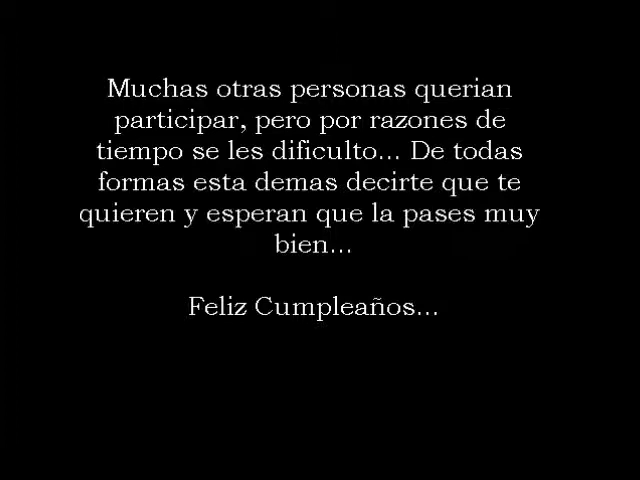 Muchas otras personas querian
participar, pero por razones de
tiempo se les dificulto... De todas
formas esta demas decirte que te
quieren y esperan que la pases muy
bien...
Feliz Cumpleaños...